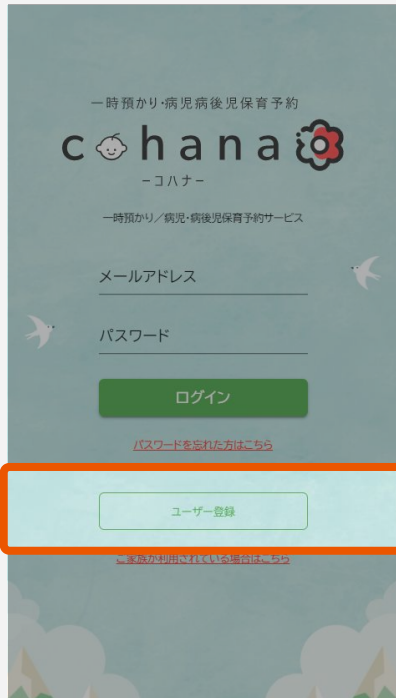 一時預かり・病児病後児保育予約
cohana
-コハナ-
一時預かり／病児・病後児保育予約サービス
メールアドレス
パスワード
ログイン
パスワードを忘れた方はこちら
ユーザー登録
ご家族が利用されている場合はこちら